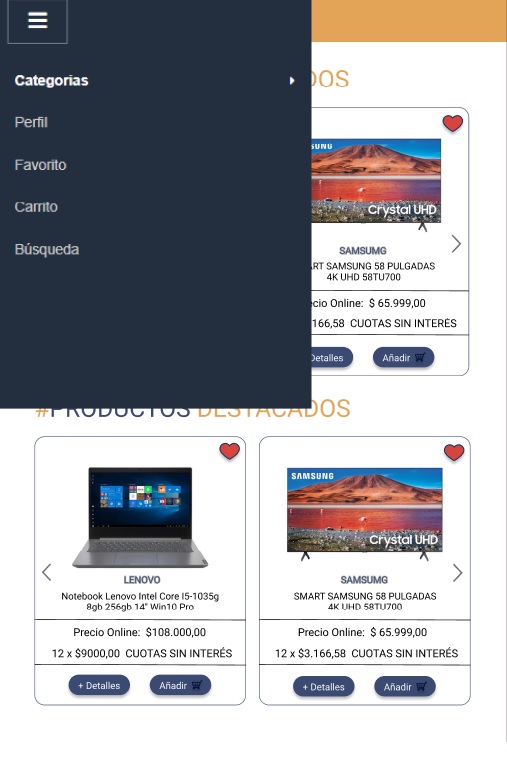 Categorias
Perfil
Favorito
Carrito
Búsqueda
DOS
SUNG
Crystal UHD
SAMSUMG
ART SAMSUNG 58 PULGADAS
4K UHD 58TU700
ecio Online: $ 65.999,00
166,58 CUOTAS SIN INTERÉS
Detalles
Añadir
#PRODUCTOS DESTACADOS
LENOVO
Notebook Lenovo Intel Core I5-1035g
8gb 256gb 14" Win10 Pro
Precio Online: $108.000,00
12 x $9000,00 CUOTAS SIN INTERÉS
+ Detalles
Añadir
SAMSUNG
Crystal UHD
SAMSUMG
SMART SAMSUNG 58 PULGADAS
4K UHD 58TU700
Precio Online: $ 65.999,00
12 x $3.166,58 CUOTAS SIN INTERÉS
+ Detalles
Añadir